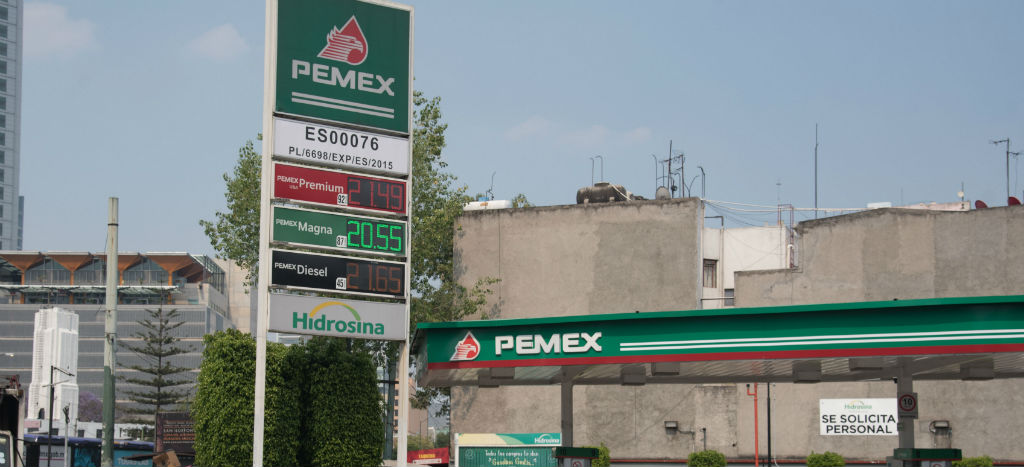 PEMEX
ES00076
PL/6698/EXP/ES/2015
PEMEX Premium 92 21.49
PEMEX Magna 87 20.55
PEMEX Diesel 45 21.65
Hidrosina
PEMEX
Hidrosina
SE SOLICITA
PERSONAL
10
Hidrosina